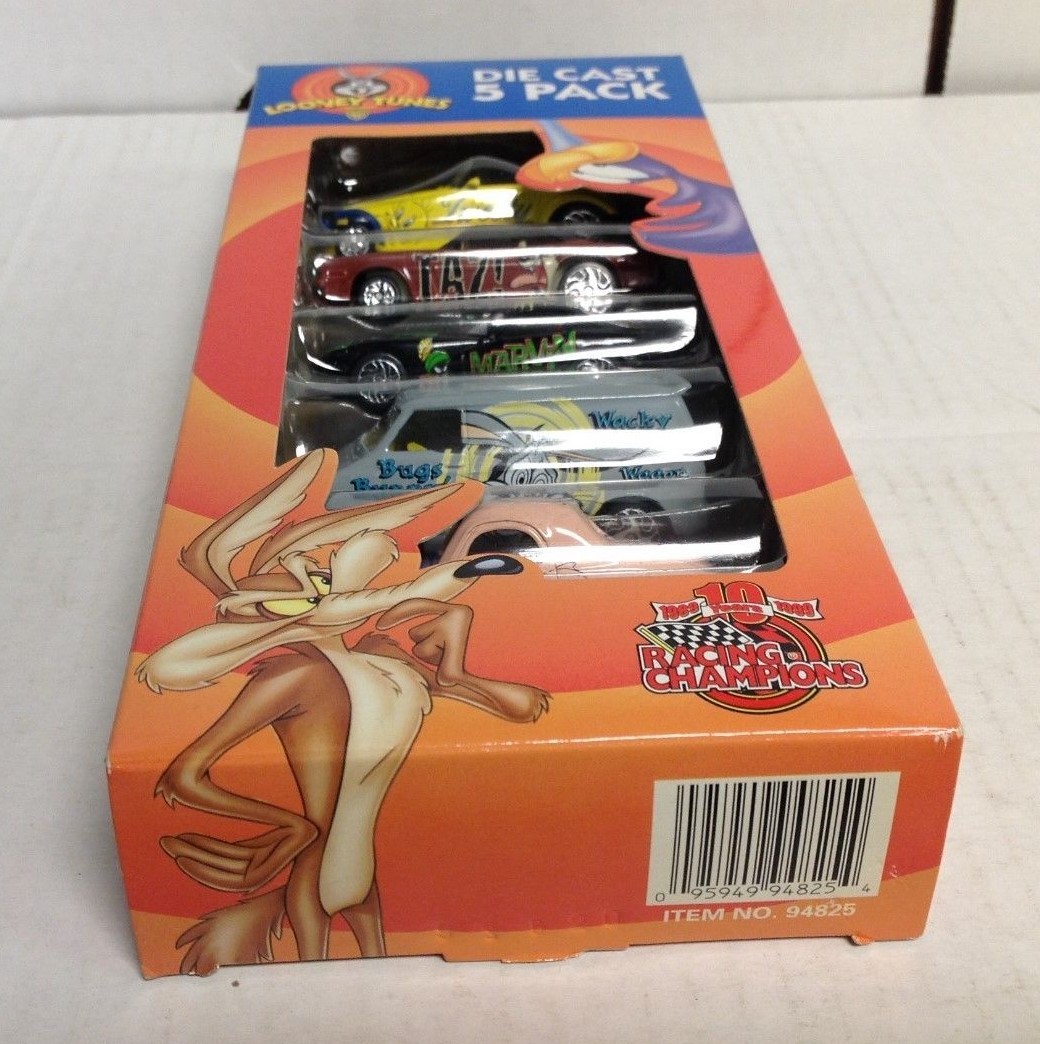 LOONEY TUNES
DIE CAST
5 PACK
TAZ!
MARVIN
Wacky
Bugs
Wagon
1989 10 Years 1999
RACING
CHAMPIONS
0 95949 94825 4
ITEM NO. 94825